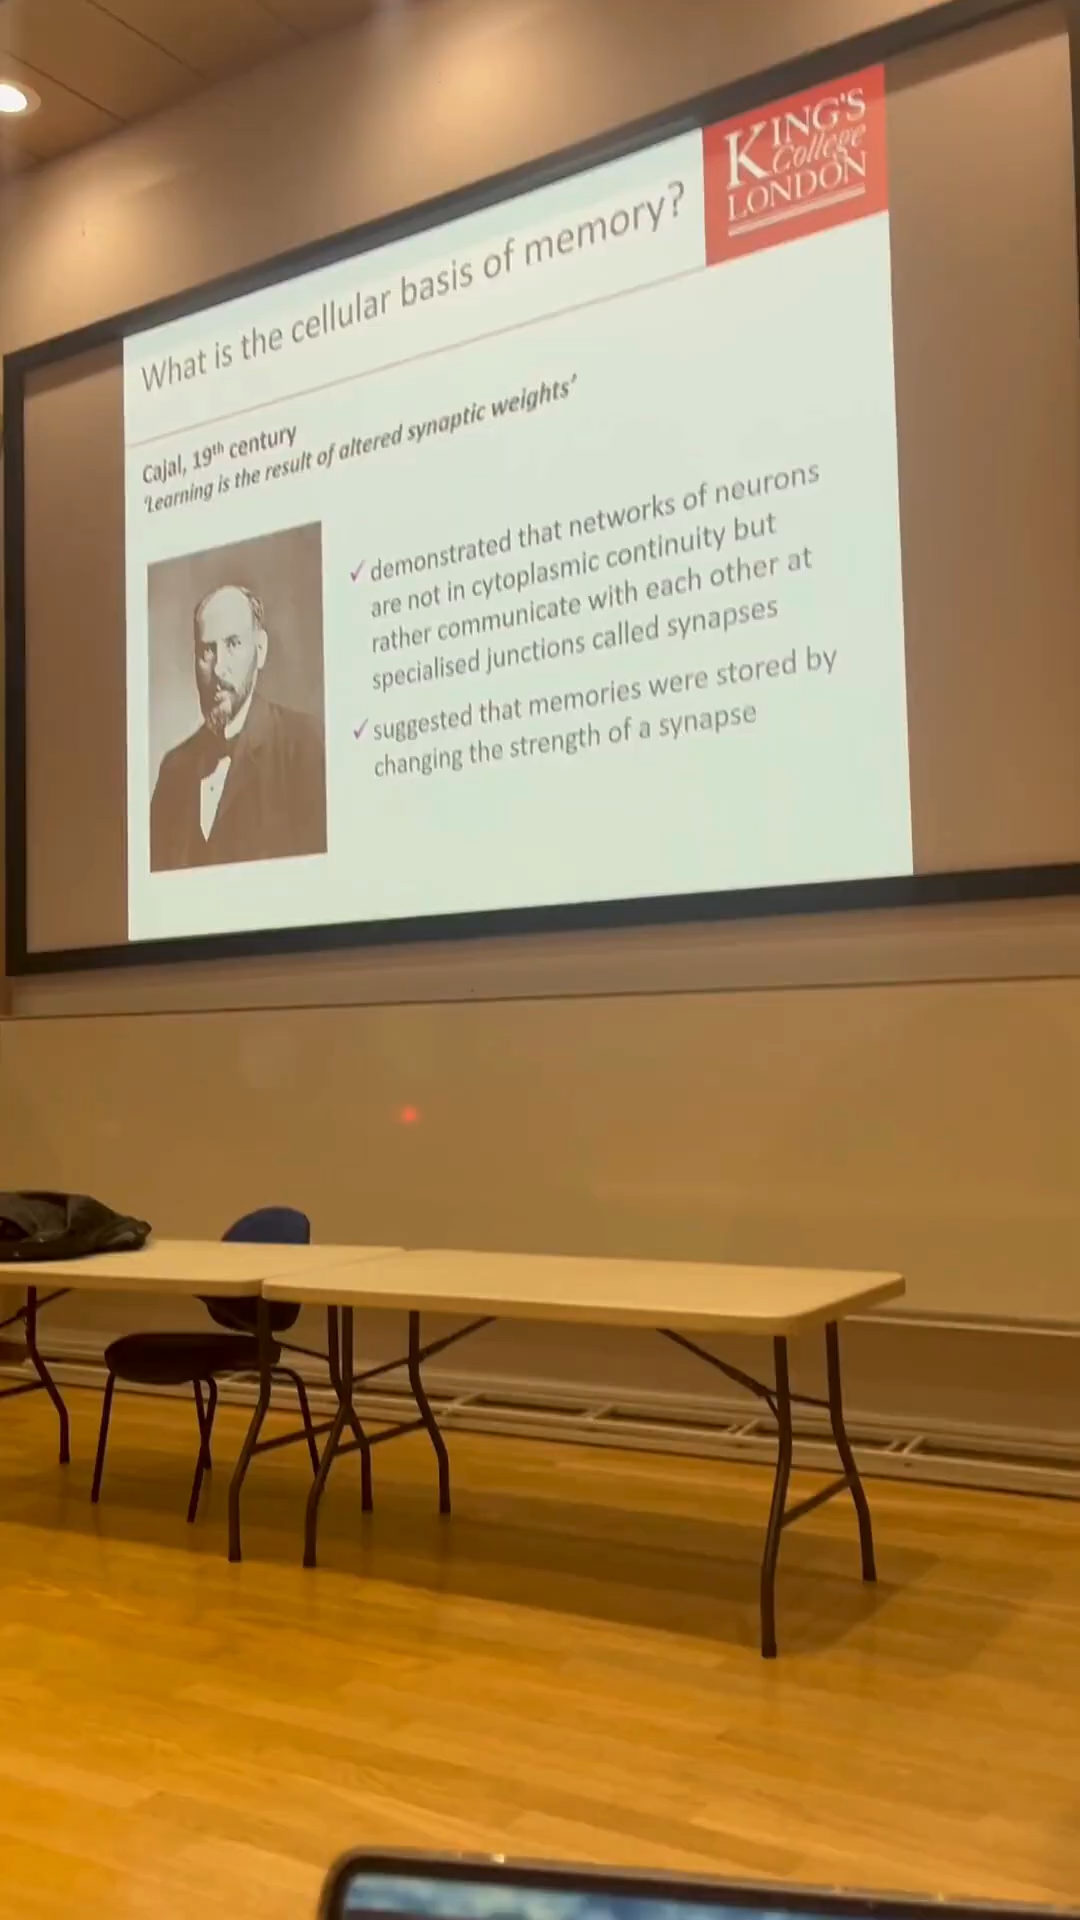 What is the cellular basis of memory?
KING'S
College
LONDON
Cajal, 19th century
'Learning is the result of altered synaptic weights'
✓ demonstrated that networks of neurons
are not in cytoplasmic continuity but
rather communicate with each other at
specialised junctions called synapses
✓ suggested that memories were stored by
changing the strength of a synapse